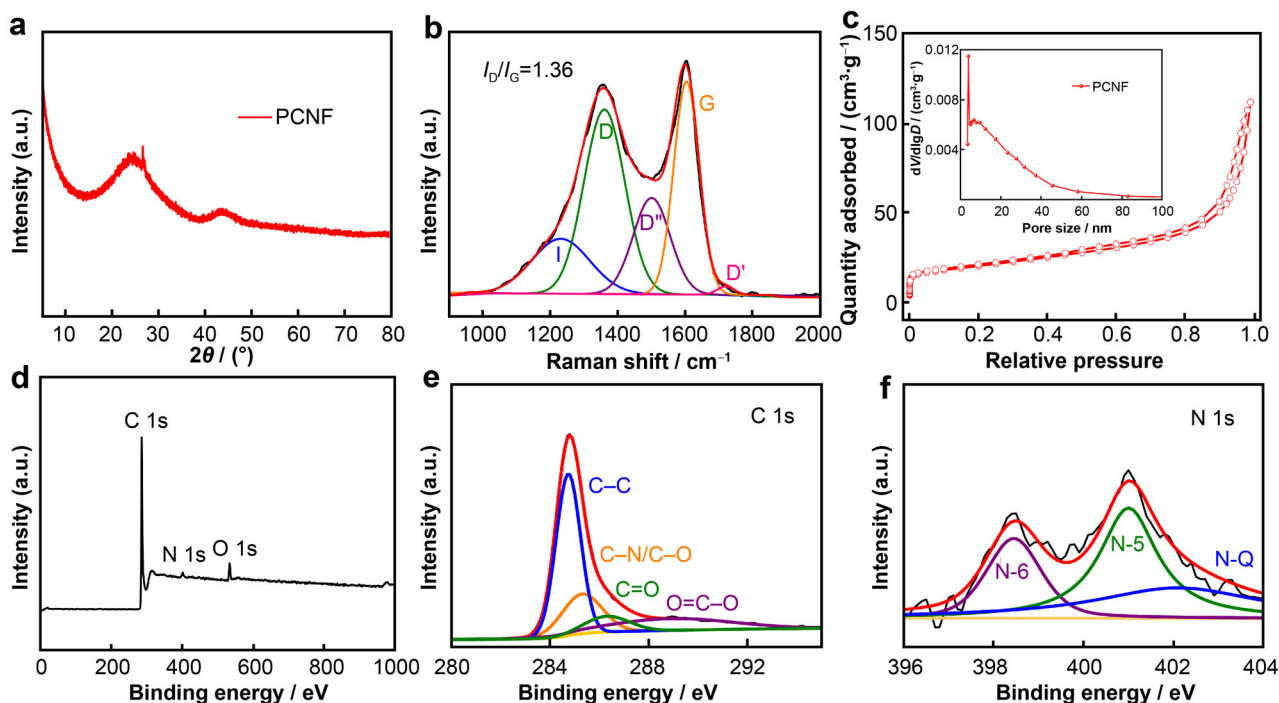 a
PCNF
Intensity (a.u.)
10 20 30 40 50 60 70 80
2θ / (°)
b
I_D/I_G=1.36
G
D
D"
I
D'
Intensity (a.u.)
1000 1200 1400 1600 1800 2000
Raman shift / cm⁻¹
c
150
100
50
0
Quantity adsorbed / (cm³·g⁻¹)
0.012
0.008
0.004
dV/dlgD / (cm³·g⁻¹)
PCNF
0 20 40 60 80 100
Pore size / nm
0.0 0.2 0.4 0.6 0.8 1.0
Relative pressure
d
C 1s
N 1s
O 1s
Intensity (a.u.)
0 200 400 600 800 1000
Binding energy / eV
e
C 1s
C–C
C–N/C–O
C=O
O=C–O
Intensity (a.u.)
280 284 288 292
Binding energy / eV
f
N 1s
N-6
N-5
N-Q
Intensity (a.u.)
396 398 400 402 404
Binding energy / eV